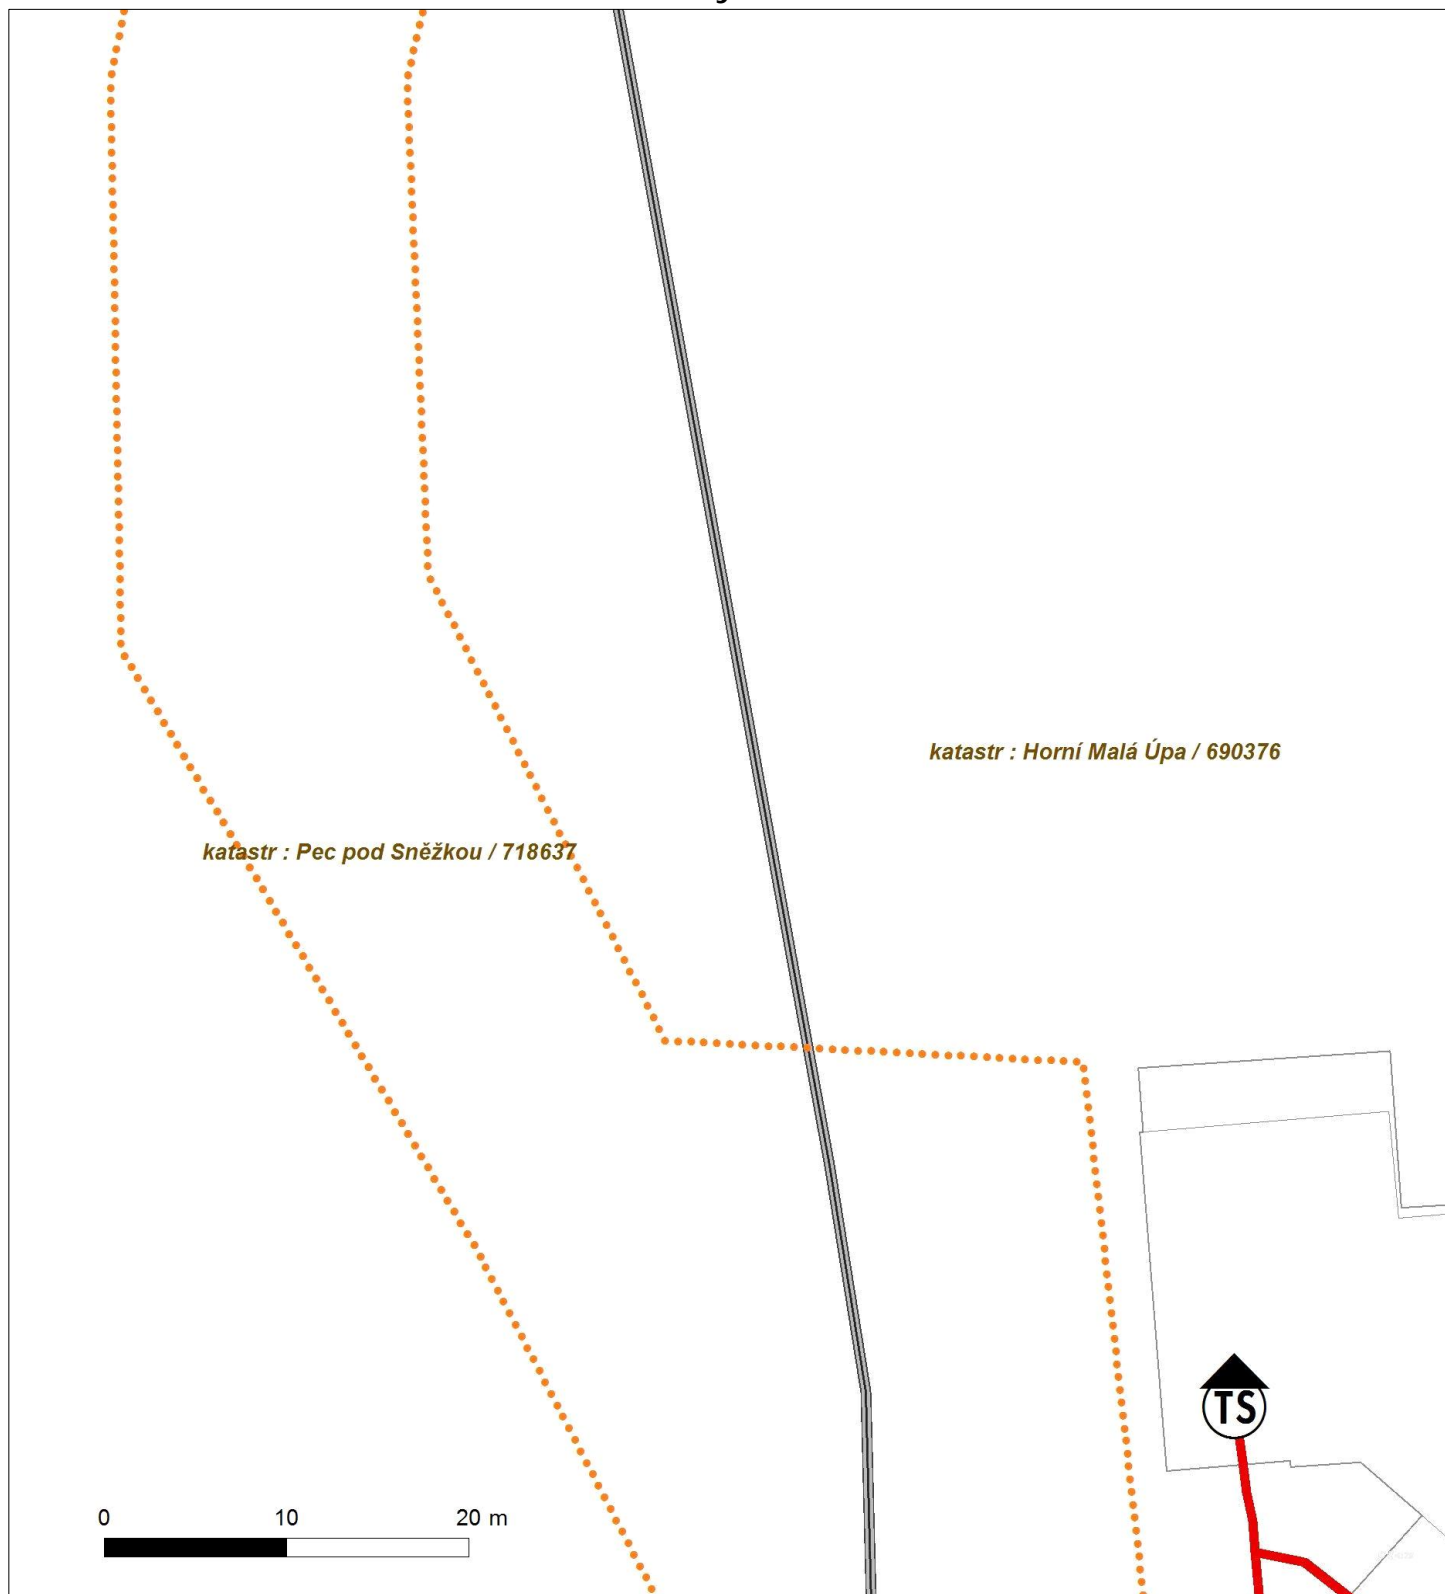 katastr : Horní Malá Úpa / 690376
katastr : Pec pod Sněžkou / 718637
TS
0 10 20 m